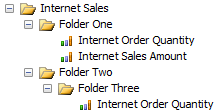 Internet Sales
Folder One
Internet Order Quantity
Internet Sales Amount
Folder Two
Folder Three
Internet Order Quantity